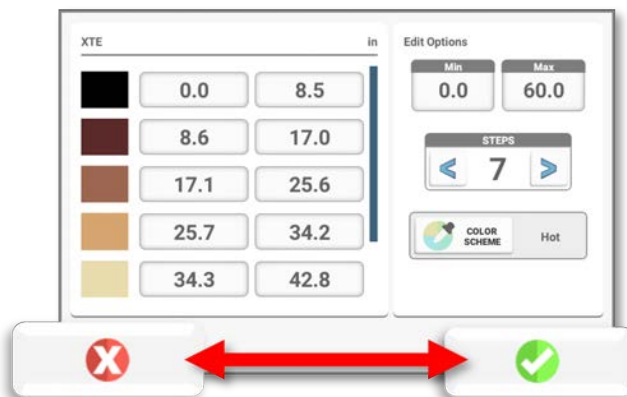 XTE in
0.0 8.5
8.6 17.0
17.1 25.6
25.7 34.2
34.3 42.8
Edit Options
Min Max
0.0 60.0
STEPS
7
COLOR
SCHEME
Hot